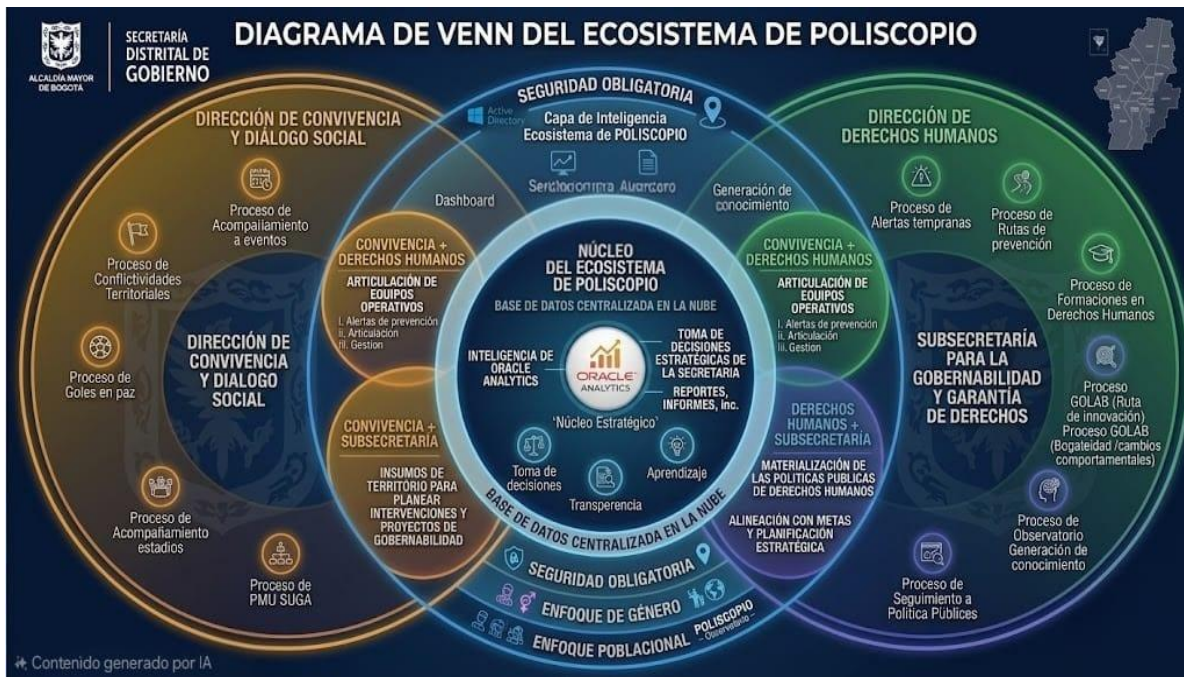 ALCALDÍA MAYOR
DE BOGOTÁ
SECRETARÍA
DISTRITAL DE
GOBIERNO
DIAGRAMA DE VENN DEL ECOSISTEMA DE POLISCOPIO
DIRECCIÓN DE CONVIVENCIA
Y DIÁLOGO SOCIAL
Proceso de
Acompallamiento
a eventos
Proceso de
Conflictividades
Territoriales
Proceso de
Goles en paz
Proceso de
Acompañamiento
estadios
Proceso de
PMU SUGA
DIRECCIÓN DE
CONVIVENCIA
Y DIALOGO
SOCIAL
SEGURIDAD OBLIGATORIA
Active
Directory
Capa de Inteligencia
Ecosistema de POLISCOPIO
Dashboard
Generación de
conocimiento
CONVIVENCIA +
DERECHOS HUMANOS
ARTICULACIÓN DE
EQUIPOS
OPERATIVOS
i. Alertas de prevención
ii. Articulacion
iii. Gestion
CONVIVENCIA +
SUBSECRETARÍA
INSUMOS DE
TERRITORIO PARA
PLANEAR
INTERVENCIONES Y
PROYECTOS DE
GOBERNABILIDAD
NÚCLEO
DEL ECOSISTEMA
DE POLISCOPIO
BASE DE DATOS CENTRALIZADA EN LA NUBE
INTELIGENCIA DE
ORACLE
ANALYTICS
ORACLE
ANALYTICS
TOMA DE
DECISIONES
ESTRATÉGICAS DE
LA SECRETARIA
REPORTES,
INFORMES, Inc.
'Núcleo Estratégico'
Toma de
decisiones
Transparencia
Aprendizaje
BASE DE DATOS CENTRALIZADA EN LA NUBE
SEGURIDAD OBLIGATORIA
ENFOQUE DE GÉNERO
ENFOQUE POBLACIONAL
POLISCOPIO
– Observatorio –
CONVIVENCIA +
DERECHOS HUMANOS
ARTICULACIÓN DE
EQUIPOS
OPERATIVOS
i. Alertas de prevención
ii. Articulación
iii. Gestion
DERECHOS
HUMANOS +
SUBSECRETARÍA
MATERIALIZACIÓN DE
LAS POLITICAS PUBLICAS
DE DERECHOS HUMANOS
ALINEACIÓN CON METAS
Y PLANIFICACIÓN
ESTRATÉGICA
DIRECCIÓN DE
DERECHOS HUMANOS
Proceso de
Alertas tempranas
Proceso de
Rutas de
prevención
Proceso de
Formaciones en
Derechos Humanos
SUBSECRETARÍA
PARA LA
GOBERNABILIDAD
Y GARANTÍA
DE DERECHOS
Proceso
GOLAB (Ruta
de innovación)
Proceso GOLAB
(Bogateidad /cambios
comportamentales)
Proceso de
Observatorio
Generación de
conocimiento
Proceso de
Seguimiento a
Politica Públices
Contenido generado por IA